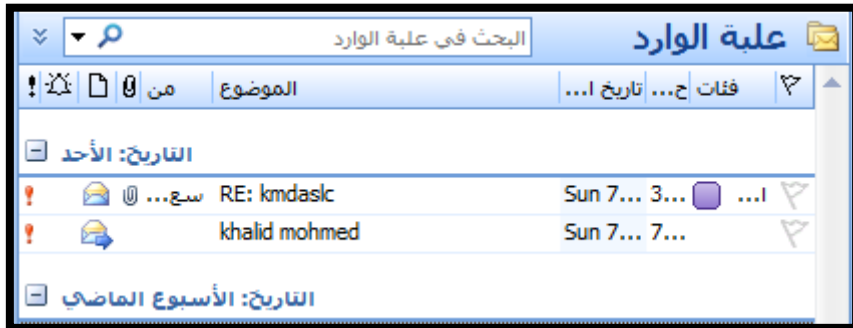 علبة الوارد البحث في علبة الوارد
فئات ح... تاريخ ا... الموضوع من !
التاريخ: الأحد
! سع... RE: kmdaslc Sun 7... 3... ا...
! khalid mohmed Sun 7... 7...
التاريخ: الأسبوع الماضي